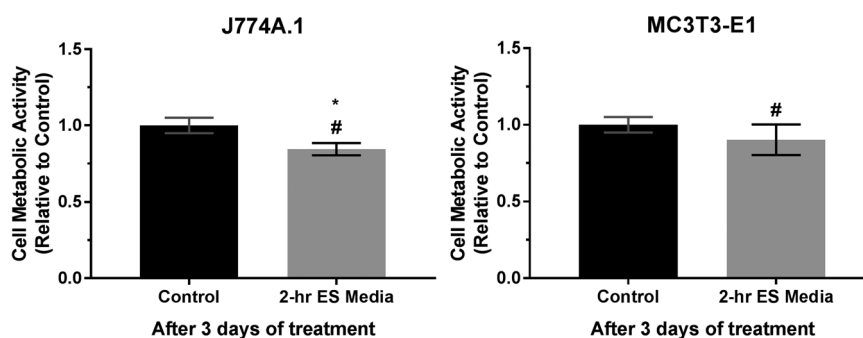 J774A.1
Cell Metabolic Activity
(Relative to Control)
1.5
1.0
0.5
0.0
*
#
Control
2-hr ES Media
After 3 days of treatment
MC3T3-E1
Cell Metabolic Activity
(Relative to Control)
1.5
1.0
0.5
0.0
#
Control
2-hr ES Media
After 3 days of treatment